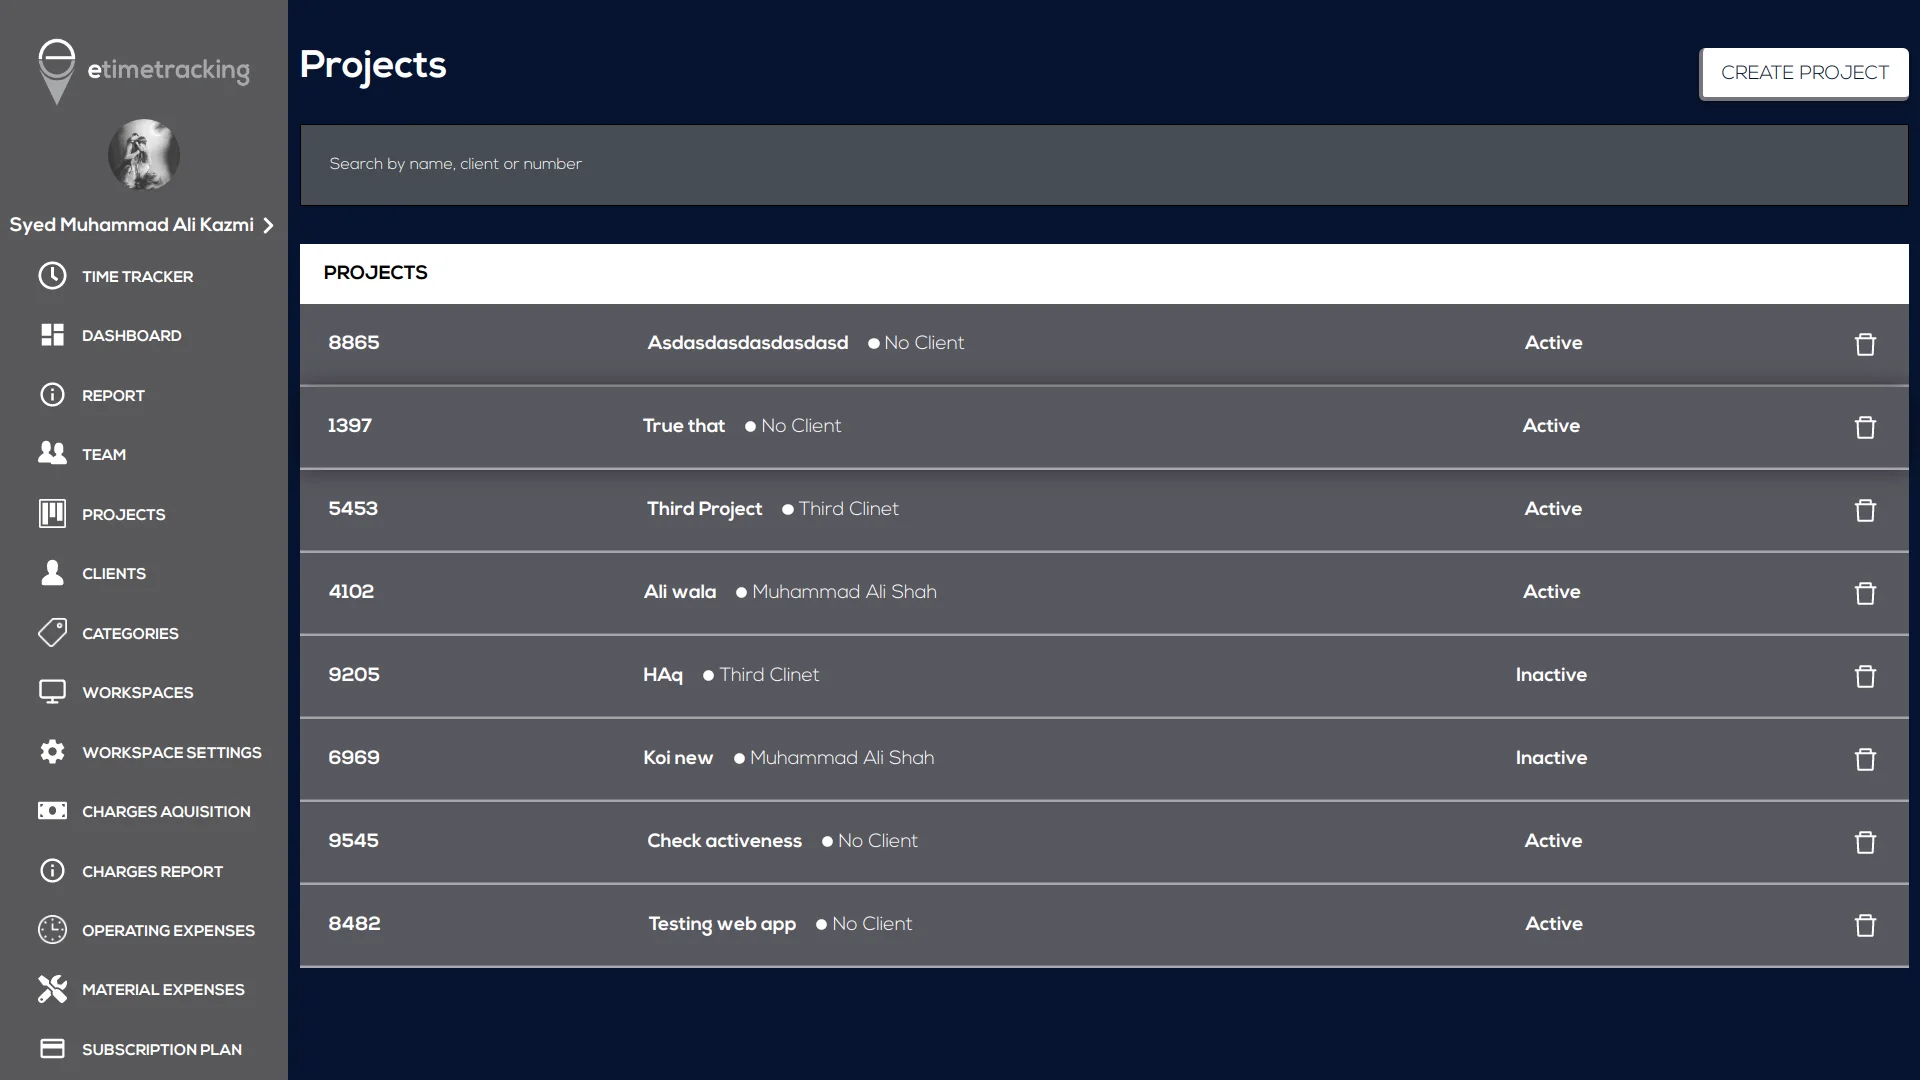 etimetracking
Syed Muhammad Ali Kazmi
TIME TRACKER
DASHBOARD
REPORT
TEAM
PROJECTS
CLIENTS
CATEGORIES
WORKSPACES
WORKSPACE SETTINGS
CHARGES AQUISITION
CHARGES REPORT
OPERATING EXPENSES
MATERIAL EXPENSES
SUBSCRIPTION PLAN
Projects
CREATE PROJECT
Search by name, client or number
PROJECTS
8865 Asdasdasdasdasdasd No Client Active
1397 True that No Client Active
5453 Third Project Third Clinet Active
4102 Ali wala Muhammad Ali Shah Active
9205 HAq Third Clinet Inactive
6969 Koi new Muhammad Ali Shah Inactive
9545 Check activeness No Client Active
8482 Testing web app No Client Active